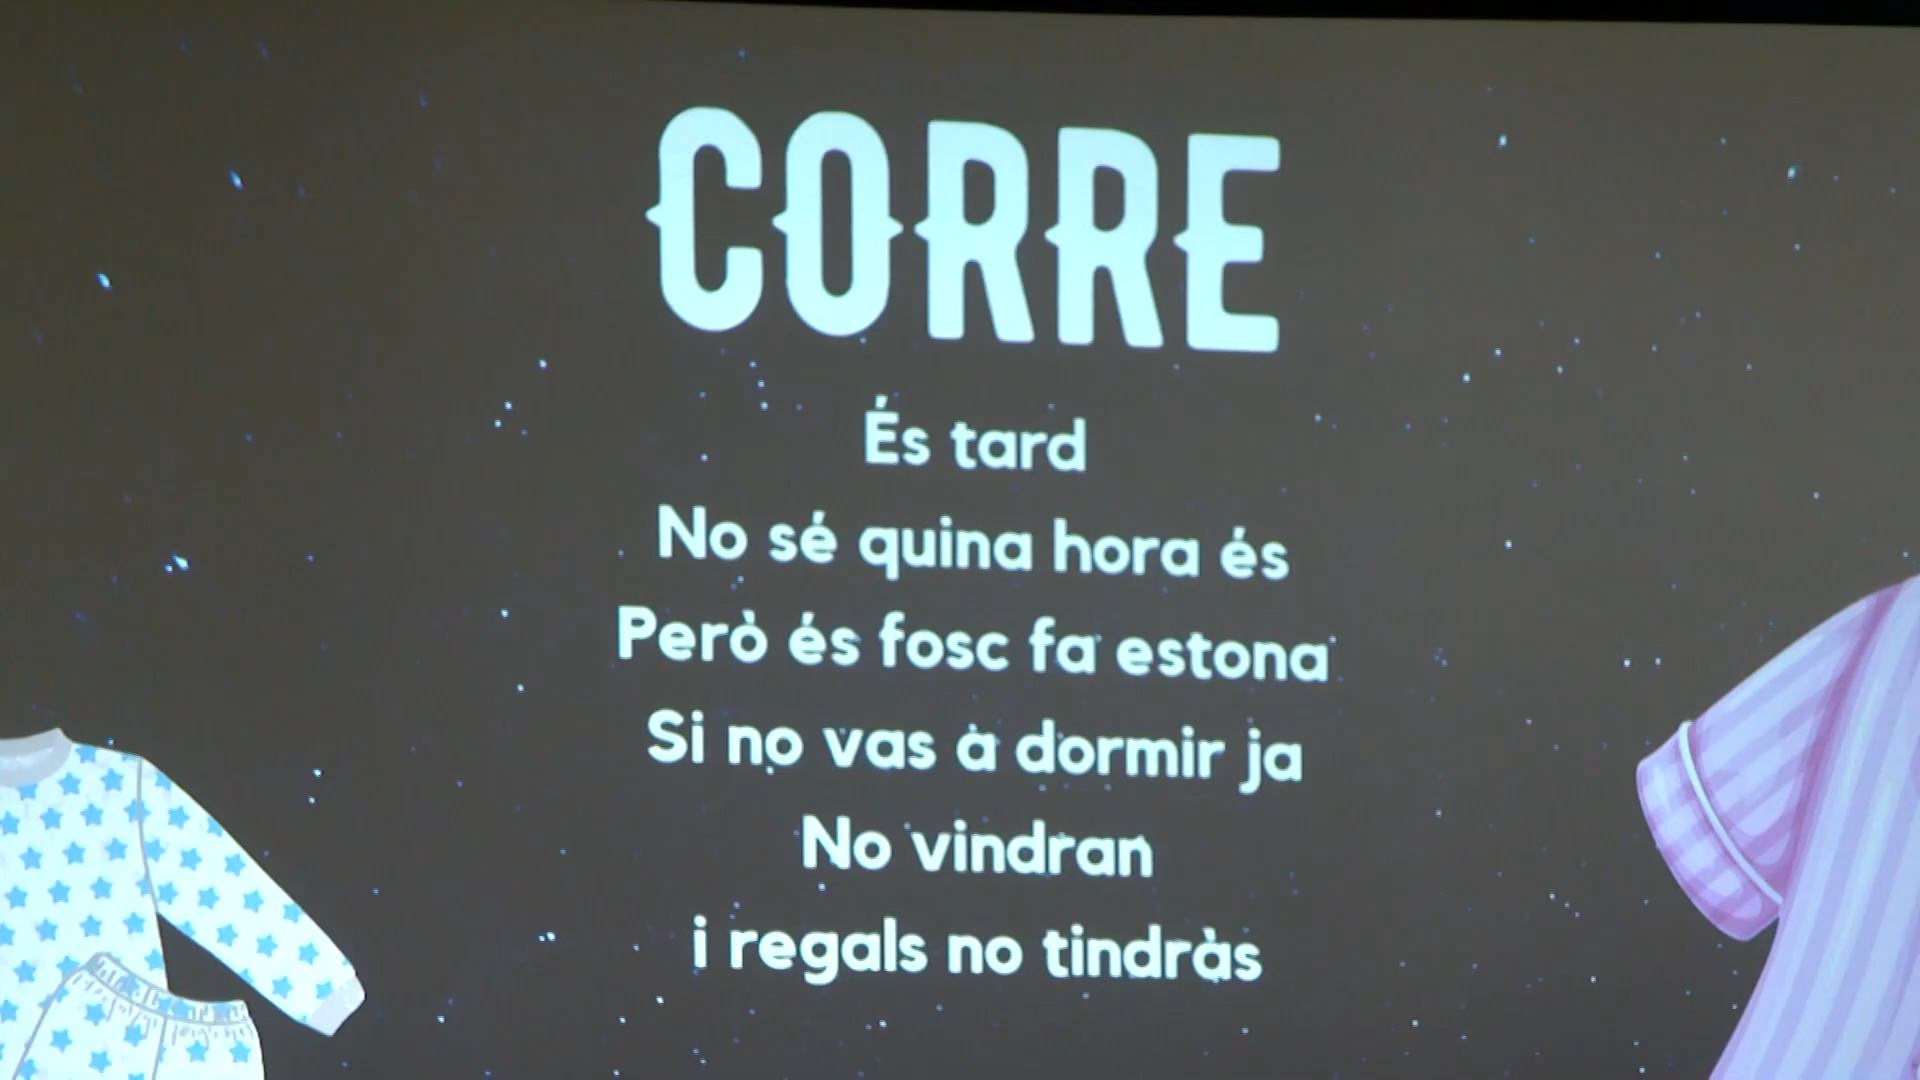 CORRE
És tard
No sé quina hora és
Però és fosc fa estona
Si no vas a dormir ja
No vindran
i regals no tindràs